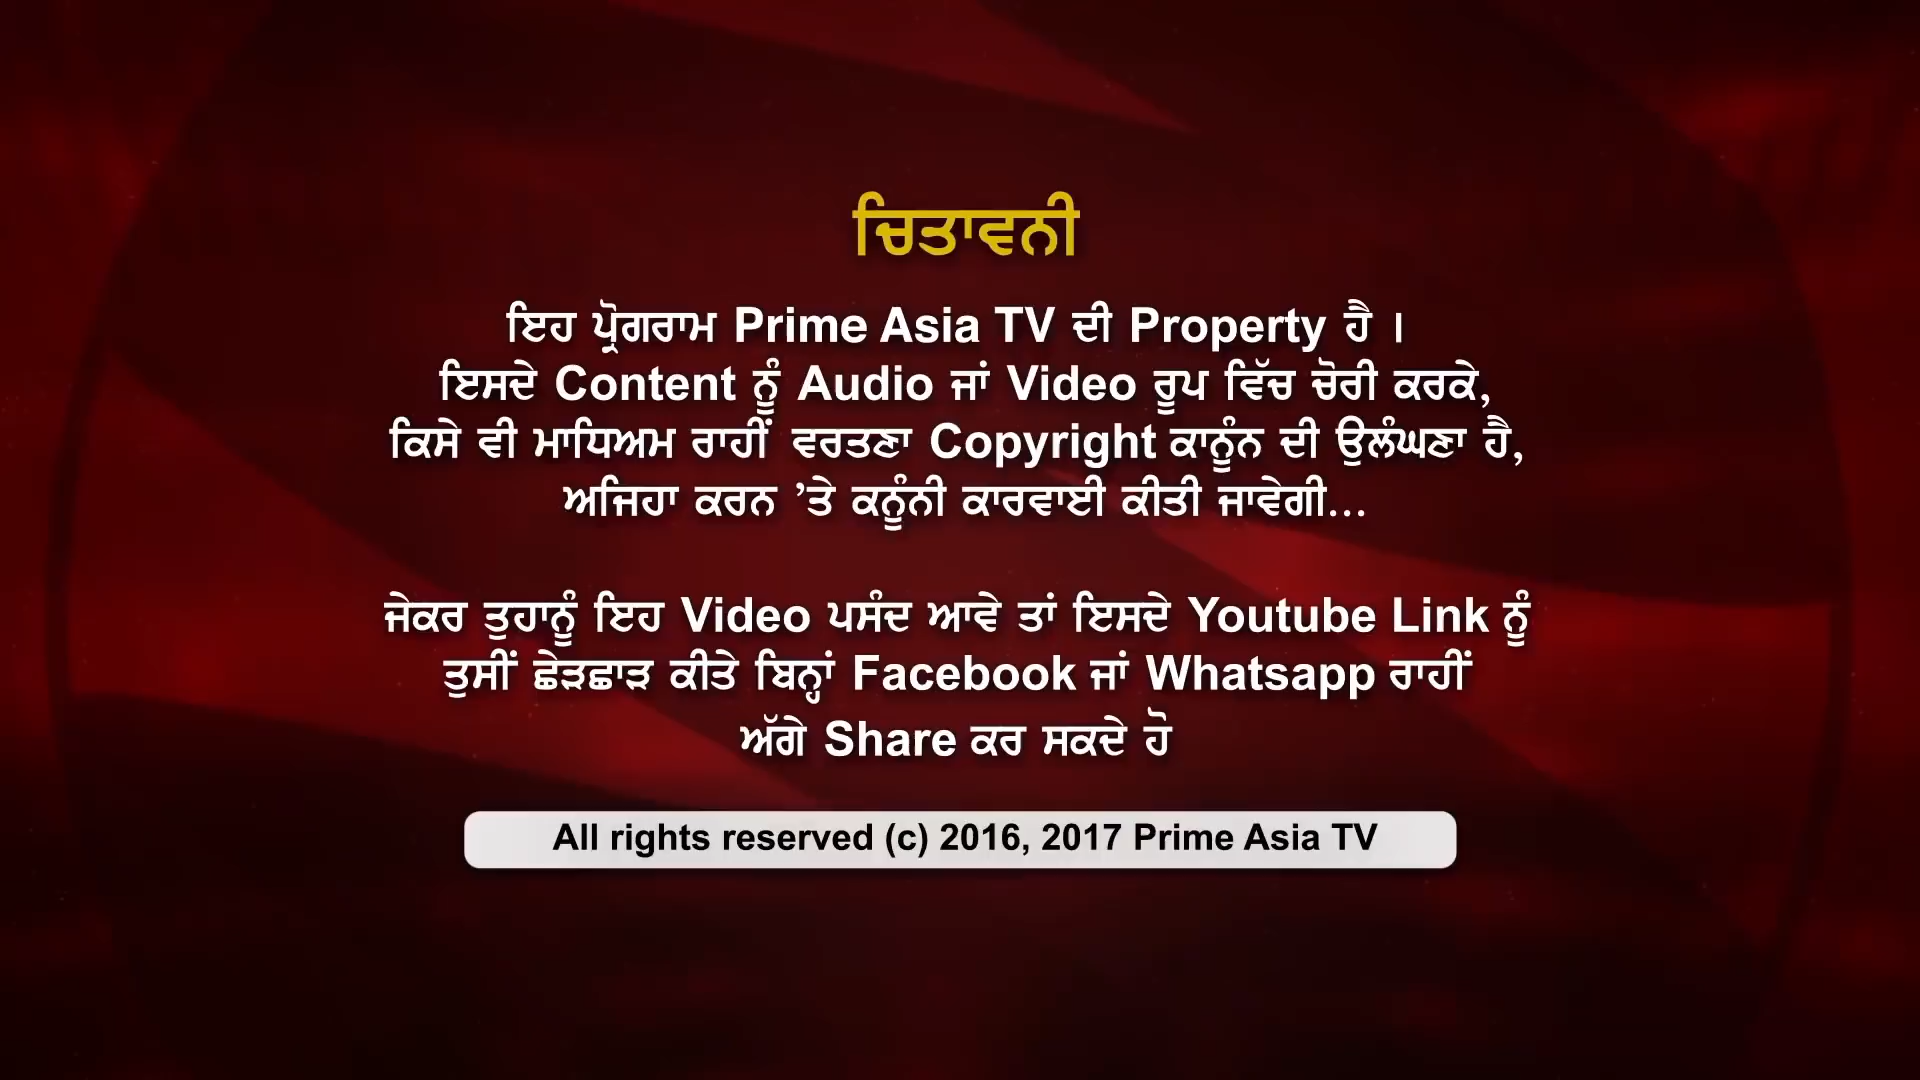 ਚਿਤਾਵਨੀ
ਇਹ ਪ੍ਰੋਗਰਾਮ Prime Asia TV ਦੀ Property ਹੈ ।
ਇਸਦੇ Content ਨੂੰ Audio ਜਾਂ Video ਰੂਪ ਵਿੱਚ ਚੋਰੀ ਕਰਕੇ,
ਕਿਸੇ ਵੀ ਮਾਧਿਅਮ ਰਾਹੀਂ ਵਰਤਣਾ Copyright ਕਾਨੂੰਨ ਦੀ ਉਲੰਘਣਾ ਹੈ,
ਅਜਿਹਾ ਕਰਨ ’ਤੇ ਕਨੂੰਨੀ ਕਾਰਵਾਈ ਕੀਤੀ ਜਾਵੇਗੀ...
ਜੇਕਰ ਤੁਹਾਨੂੰ ਇਹ Video ਪਸੰਦ ਆਵੇ ਤਾਂ ਇਸਦੇ Youtube Link ਨੂੰ
ਤੁਸੀਂ ਛੇੜਛਾੜ ਕੀਤੇ ਬਿਨ੍ਹਾਂ Facebook ਜਾਂ Whatsapp ਰਾਹੀਂ
ਅੱਗੇ Share ਕਰ ਸਕਦੇ ਹੋ
All rights reserved (c) 2016, 2017 Prime Asia TV